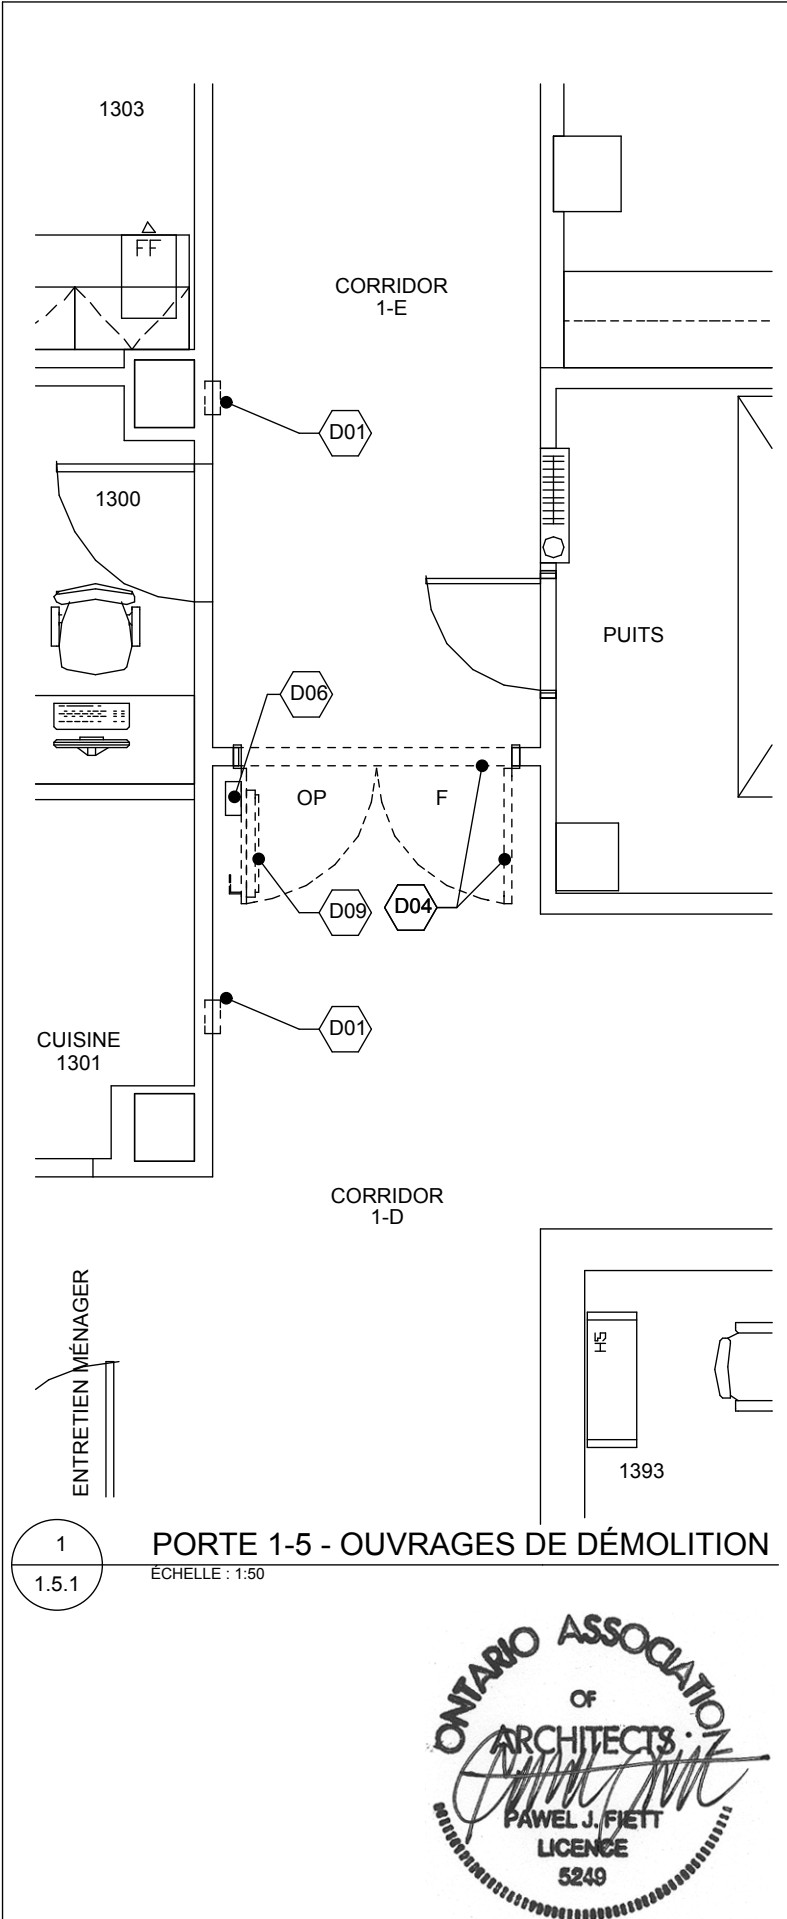 1303
FF
CORRIDOR
1-E
D01
1300
PUITS
D06
OP
F
D09
D04
D01
CUISINE
1301
CORRIDOR
1-D
ENTRETIEN MÉNAGER
H5
1393
1
1.5.1
PORTE 1-5 - OUVRAGES DE DÉMOLITION
ÉCHELLE : 1:50
ONTARIO ASSOCIATION
OF
ARCHITECTS
PAWEL J. FIETT
LICENCE
5249